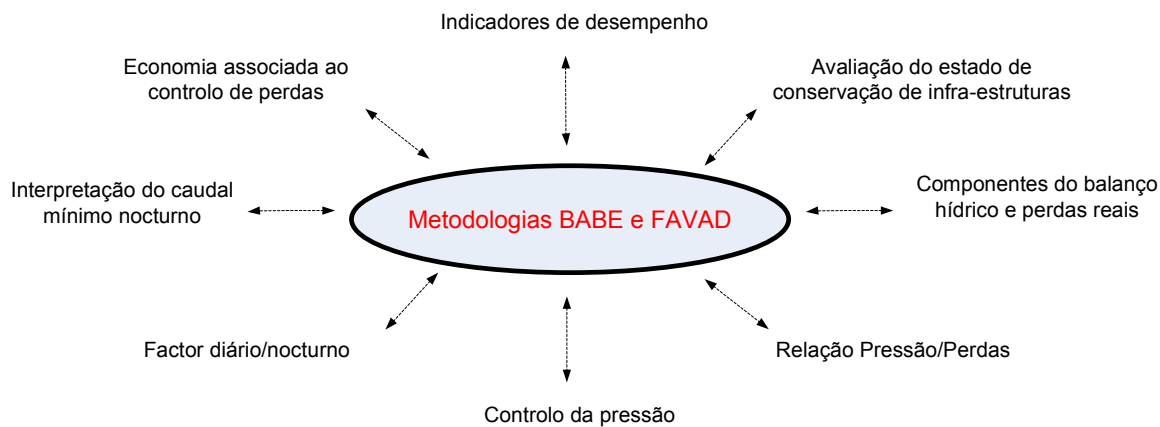 Indicadores de desempenho
Economia associada ao
controlo de perdas
Avaliação do estado de
conservação de infra-estruturas
Interpretação do caudal
mínimo nocturno
Metodologias BABE e FAVAD
Componentes do balanço
hídrico e perdas reais
Factor diário/nocturno
Relação Pressão/Perdas
Controlo da pressão